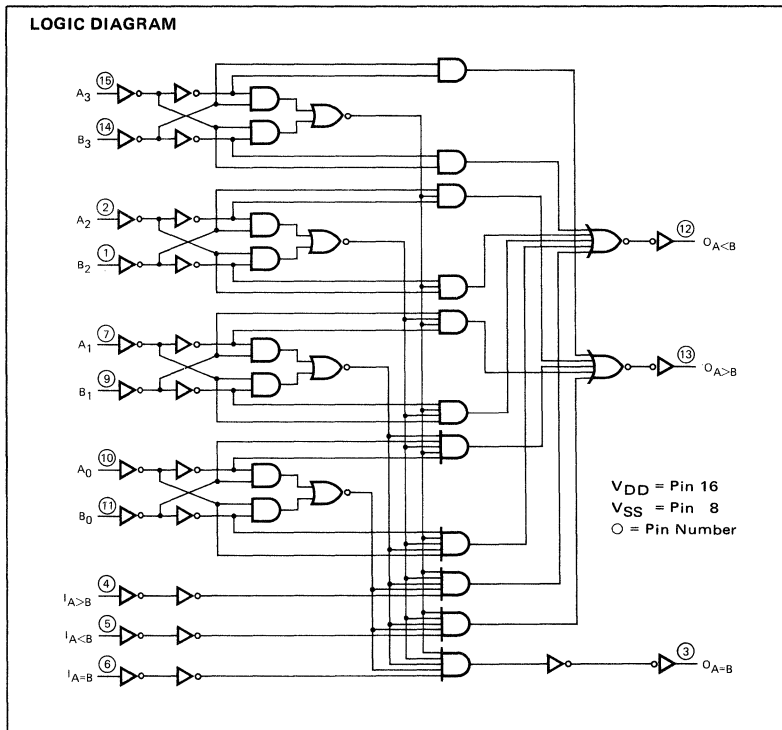 LOGIC DIAGRAM
A3 15
B3 14
A2 2
B2 1
12 OA<B
A1 7
B1 9
13 OA>B
A0 10
B0 11
VDD = Pin 16
VSS = Pin 8
○ = Pin Number
IA>B 4
IA<B 5
IA=B 6
3 OA=B